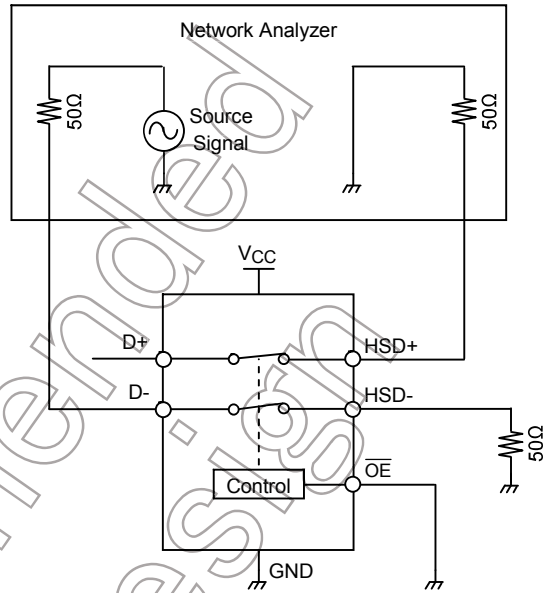 Network Analyzer
50Ω
Source
Signal
50Ω
VCC
D+
HSD+
D-
HSD-
50Ω
OE
Control
GND